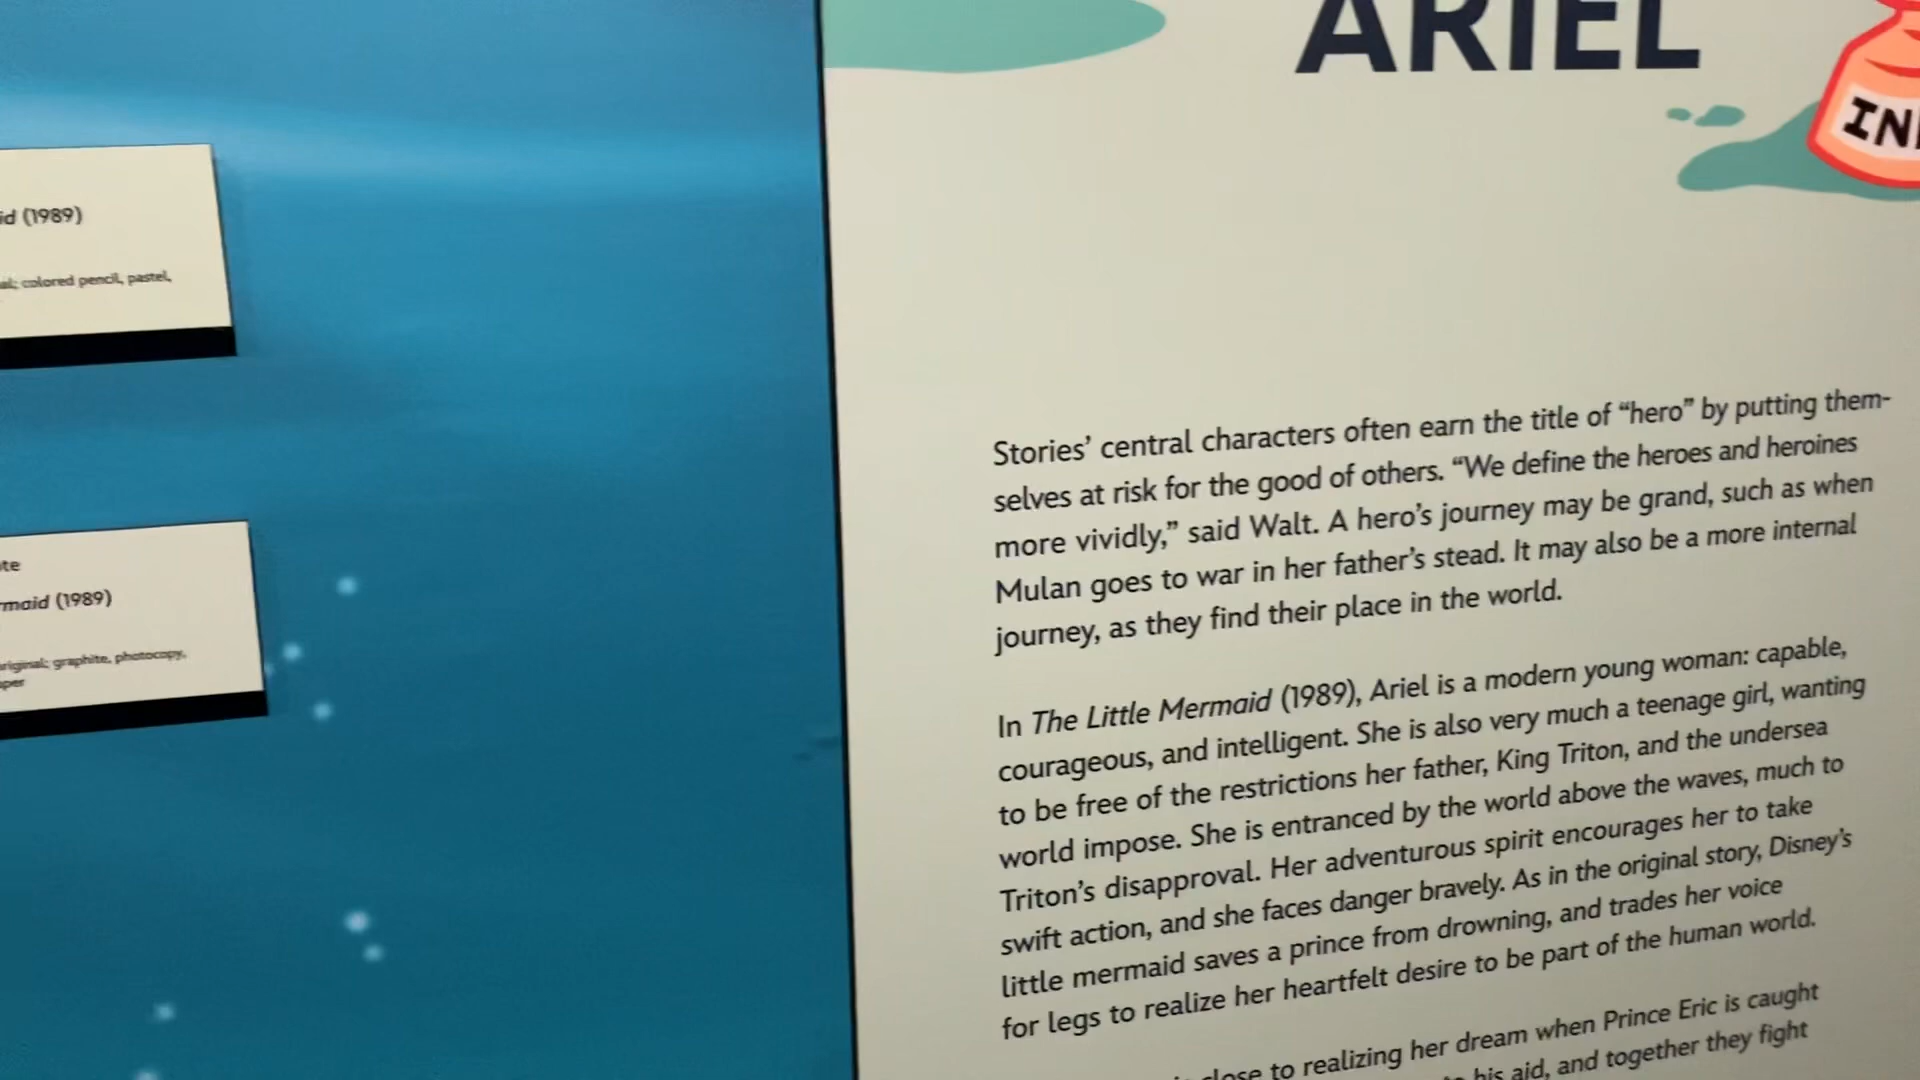 id (1989)
colored pencil, pastel,
rmaid (1989)
graphite, photocopy,
ARIEL
Stories’ central characters often earn the title of “hero” by putting them-
selves at risk for the good of others. “We define the heroes and heroines
more vividly,” said Walt. A hero’s journey may be grand, such as when
Mulan goes to war in her father’s stead. It may also be a more internal
journey, as they find their place in the world.
In The Little Mermaid (1989), Ariel is a modern young woman: capable,
courageous, and intelligent. She is also very much a teenage girl, wanting
to be free of the restrictions her father, King Triton, and the undersea
world impose. She is entranced by the world above the waves, much to
Triton’s disapproval. Her adventurous spirit encourages her to take
swift action, and she faces danger bravely. As in the original story, Disney’s
little mermaid saves a prince from drowning, and trades her voice
for legs to realize her heartfelt desire to be part of the human world.
close to realizing her dream when Prince Eric is caught
his aid, and together they fight